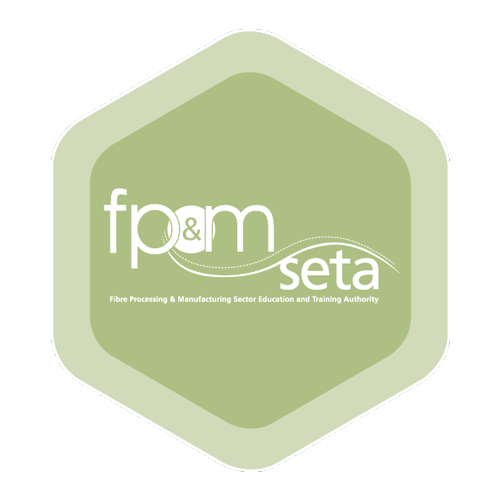 fp&m
seta
Fibre Processing & Manufacturing Sector Education and Training Authority